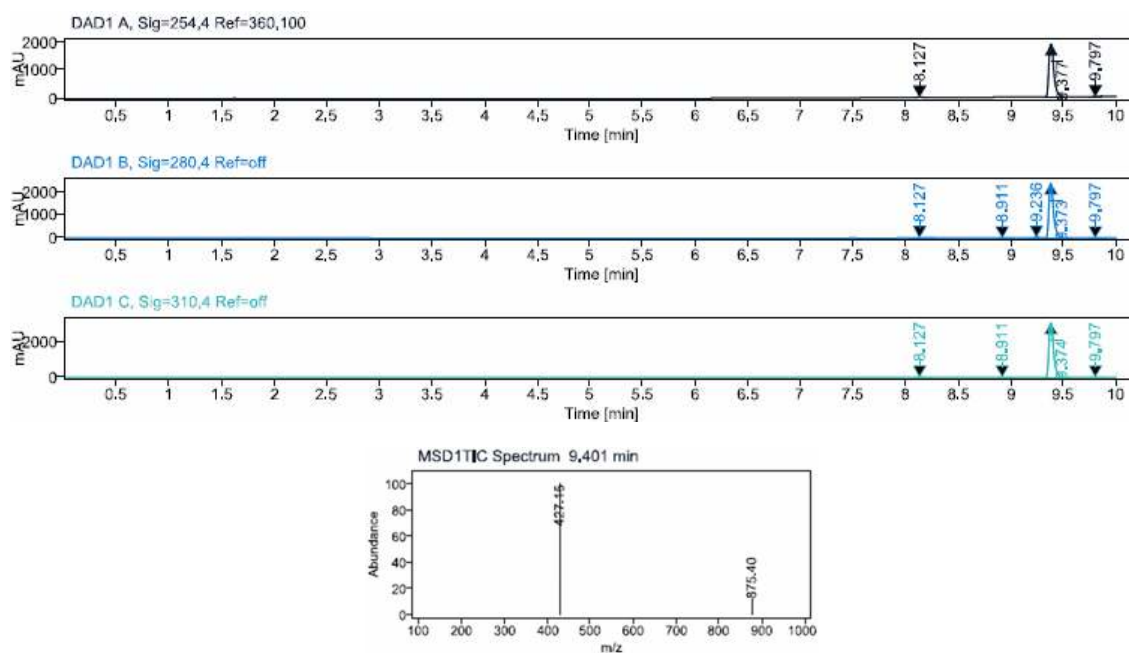 DAD1 A, Sig=254,4 Ref=360,100
mAU
2000
1000
0
8.127
9.377
9.797
0.5 1 1.5 2 2.5 3 3.5 4 4.5 5 5.5 6 6.5 7 7.5 8 8.5 9 9.5 10
Time [min]
DAD1 B, Sig=280,4 Ref=off
mAU
2000
1000
0
8.127
8.911
9.236
9.373
9.797
0.5 1 1.5 2 2.5 3 3.5 4 4.5 5 5.5 6 6.5 7 7.5 8 8.5 9 9.5 10
Time [min]
DAD1 C, Sig=310,4 Ref=off
mAU
2000
0
8.127
8.911
9.374
9.797
0.5 1 1.5 2 2.5 3 3.5 4 4.5 5 5.5 6 6.5 7 7.5 8 8.5 9 9.5 10
Time [min]
MSD1TIC Spectrum 9.401 min
Abundance
100
80
60
40
20
0
427.15
875.40
100 200 300 400 500 600 700 800 900 1000
m/z